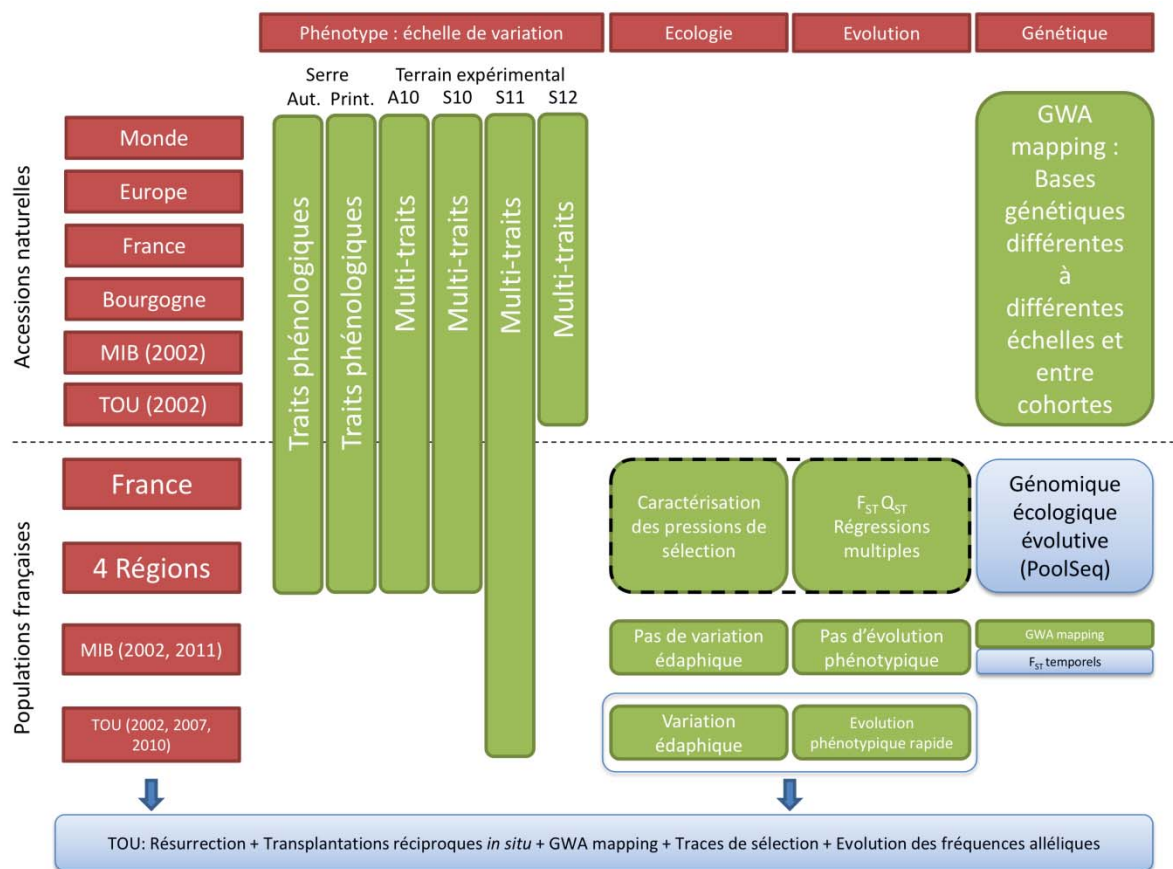 Phénotype : échelle de variation
Ecologie
Evolution
Génétique
Serre
Terrain expérimental
Aut.
Print.
A10
S10
S11
S12
Accessions naturelles
Monde
Europe
France
Bourgogne
MIB (2002)
TOU (2002)
Traits phénologiques
Traits phénologiques
Multi-traits
Multi-traits
Multi-traits
Multi-traits
GWA
mapping :
Bases
génétiques
différentes
à
différentes
échelles et
entre
cohortes
Populations françaises
France
4 Régions
MIB (2002, 2011)
TOU (2002, 2007,
2010)
Caractérisation
des pressions de
sélection
FST QST
Régressions
multiples
Génomique
écologique
évolutive
(PoolSeq)
Pas de variation
édaphique
Pas d’évolution
phénotypique
GWA mapping
FST temporels
Variation
édaphique
Evolution
phénotypique rapide
TOU: Résurrection + Transplantations réciproques in situ + GWA mapping + Traces de sélection + Evolution des fréquences alléliques